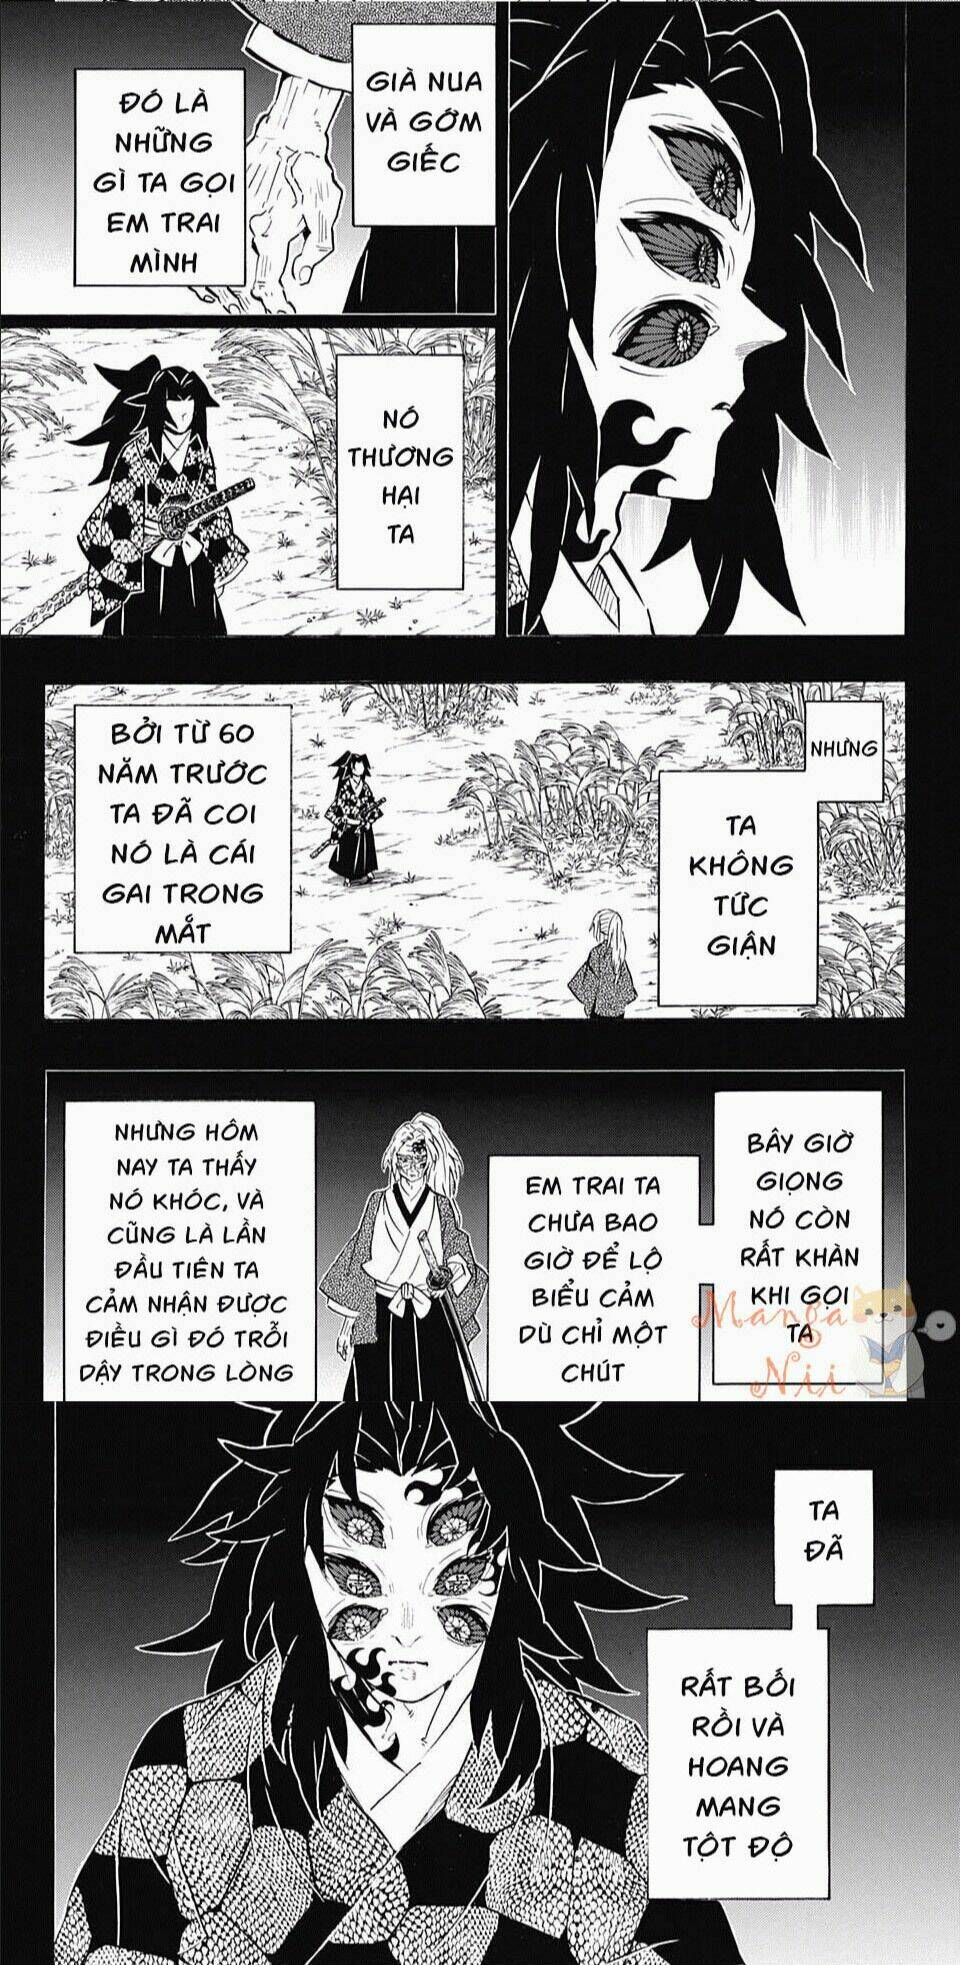 GIÀ NUA
VÀ GỚM
GIẾC
ĐÓ LÀ
NHỮNG
GÌ TA GỌI
EM TRAI
MÌNH
NÓ
THƯƠNG
HẠI
TA
NHƯNG
TA
KHÔNG
TỨC
GIẬN
BỞI TỪ 60
NĂM TRƯỚC
TA ĐÃ COI
NÓ LÀ CÁI
GAI TRONG
MẮT
BÂY GIỜ
GIỌNG
NÓ CÒN
RẤT KHÀN
KHI GỌI
TA
EM TRAI TA
CHƯA BAO
GIỜ ĐỂ LỘ
BIỂU CẢM
DÙ CHỈ MỘT
CHÚT
NHƯNG HÔM
NAY TA THẤY
NÓ KHÓC, VÀ
CŨNG LÀ LẦN
ĐẦU TIÊN TA
CẢM NHẬN ĐƯỢC
ĐIỀU GÌ ĐÓ TRỖI
DẬY TRONG LÒNG
Manga
Nii
TA
ĐÃ
RẤT BỐI
RỒI VÀ
HOANG
MANG
TỘT ĐỘ